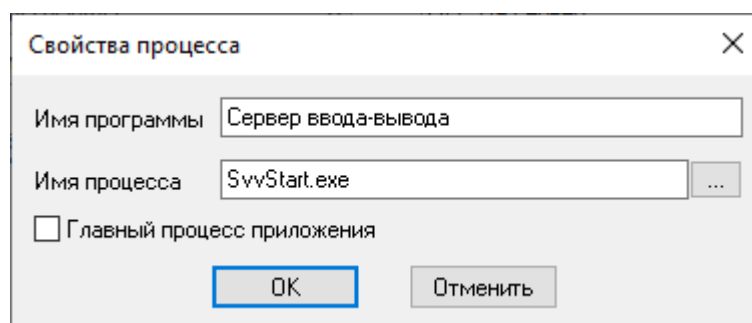 Свойства процесса
Имя программы Сервер ввода-вывода
Имя процесса SvvStart.exe ...
Главный процесс приложения
OK Отменить